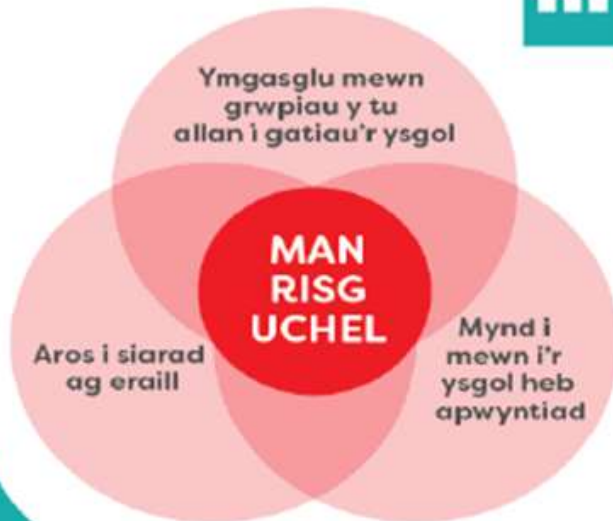 Ymgasglu mewn
grwpiau y tu
allan i gatiau'r ysgol
MAN
RISG
UCHEL
Aros i siarad
ag eraill
Mynd i
mewn i'r
ysgol heb
apwyntiad